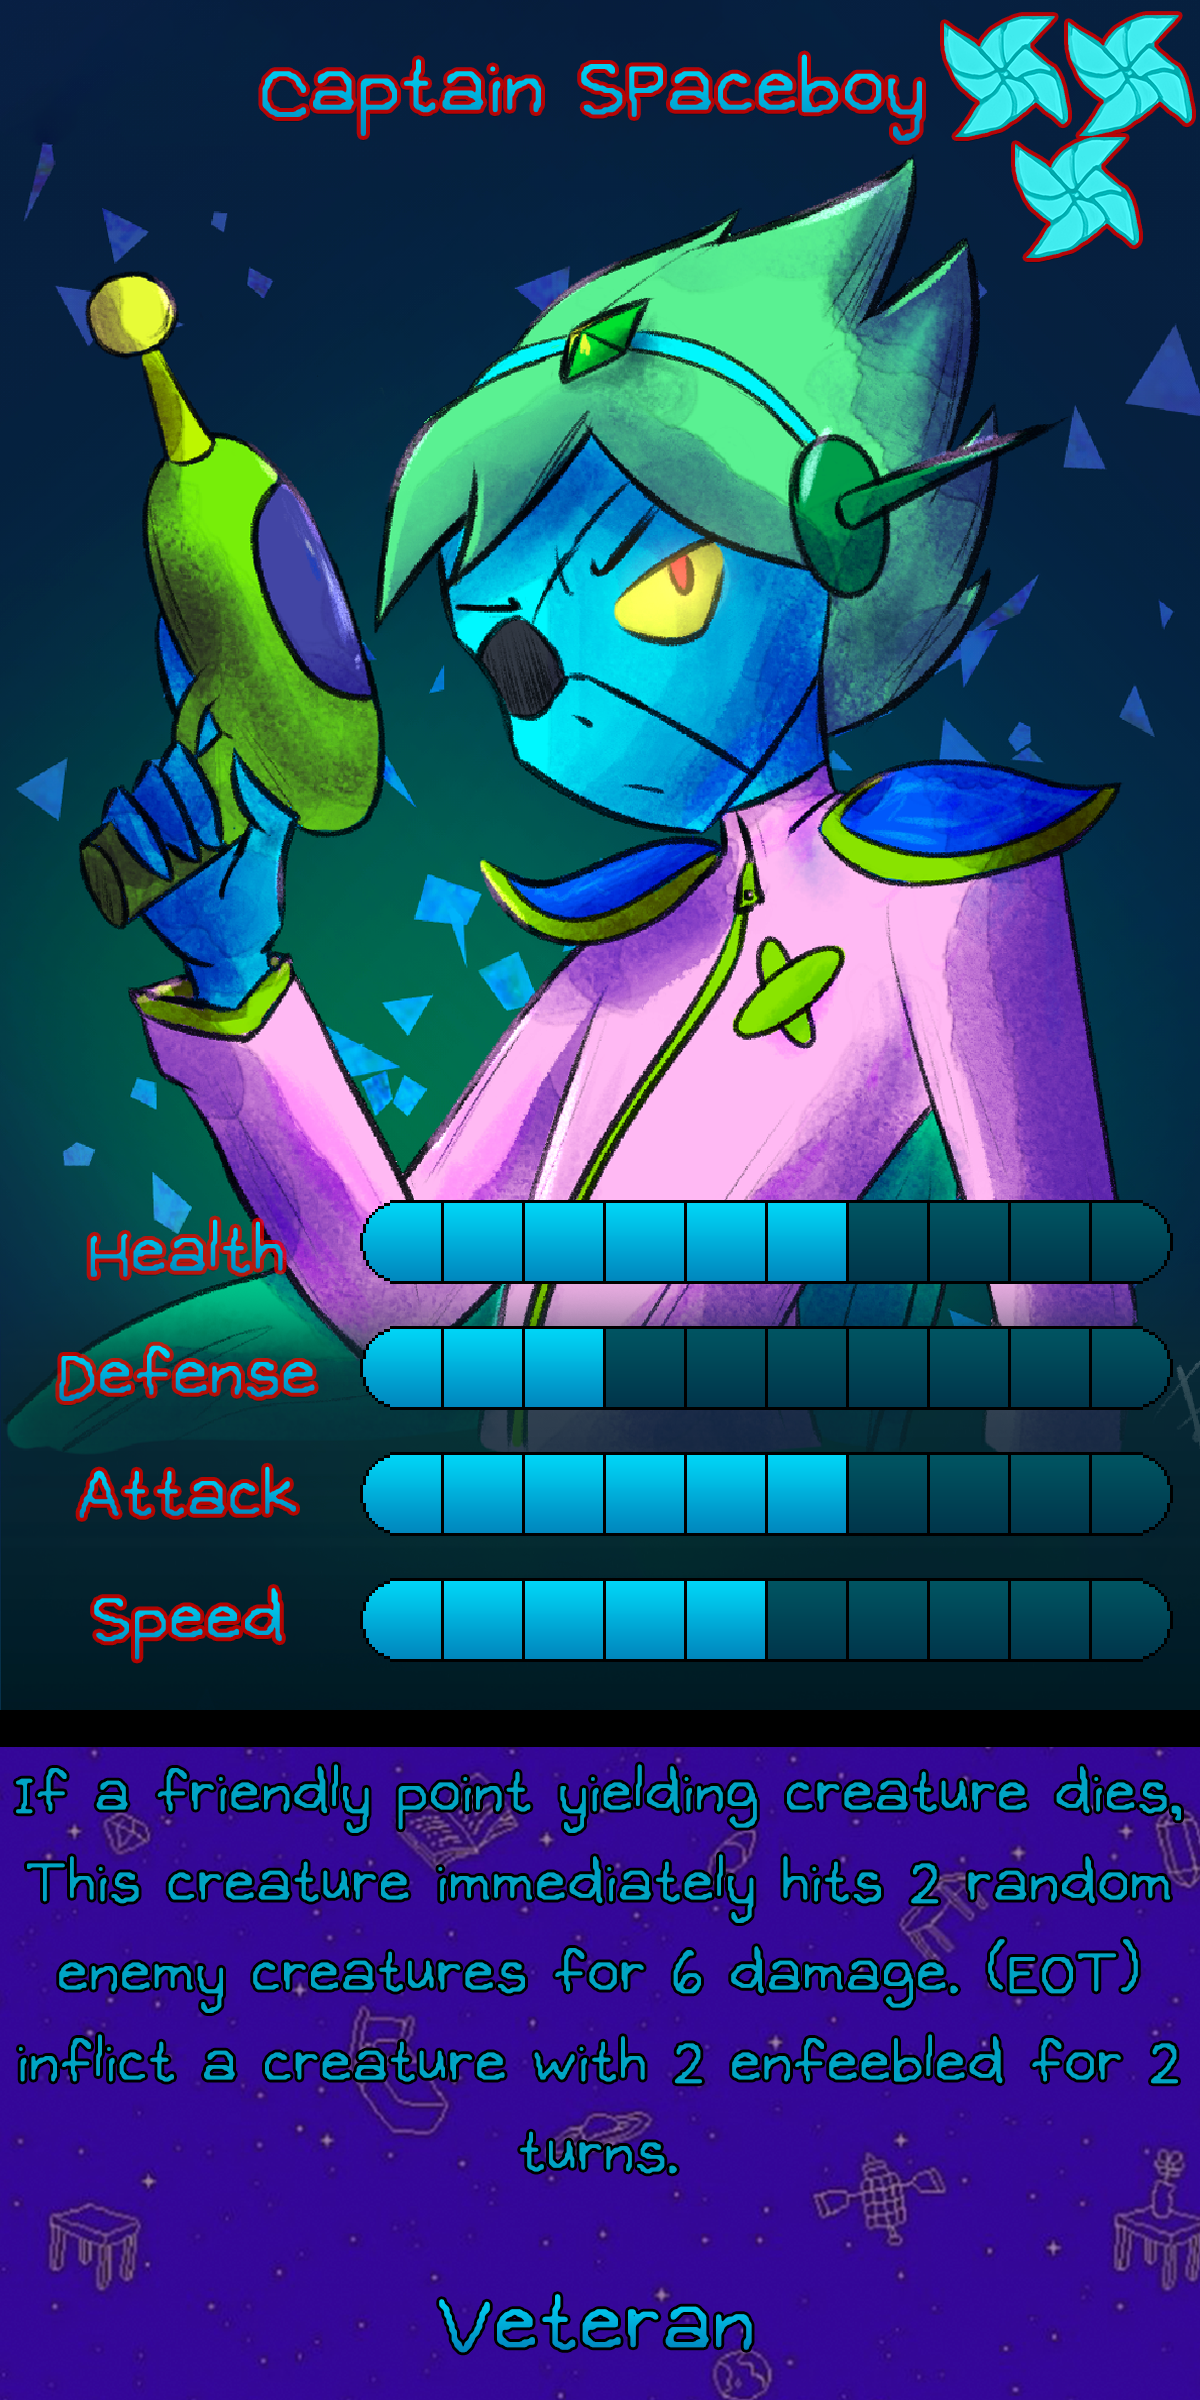 Captain SPaceboy
Health
Defense
Attack
Speed
If a friendly point yielding creature dies,
This creature immediately hits 2 random
enemy creatures for 6 damage. (EOT)
inflict a creature with 2 enfeebled for 2
turns.
Veteran